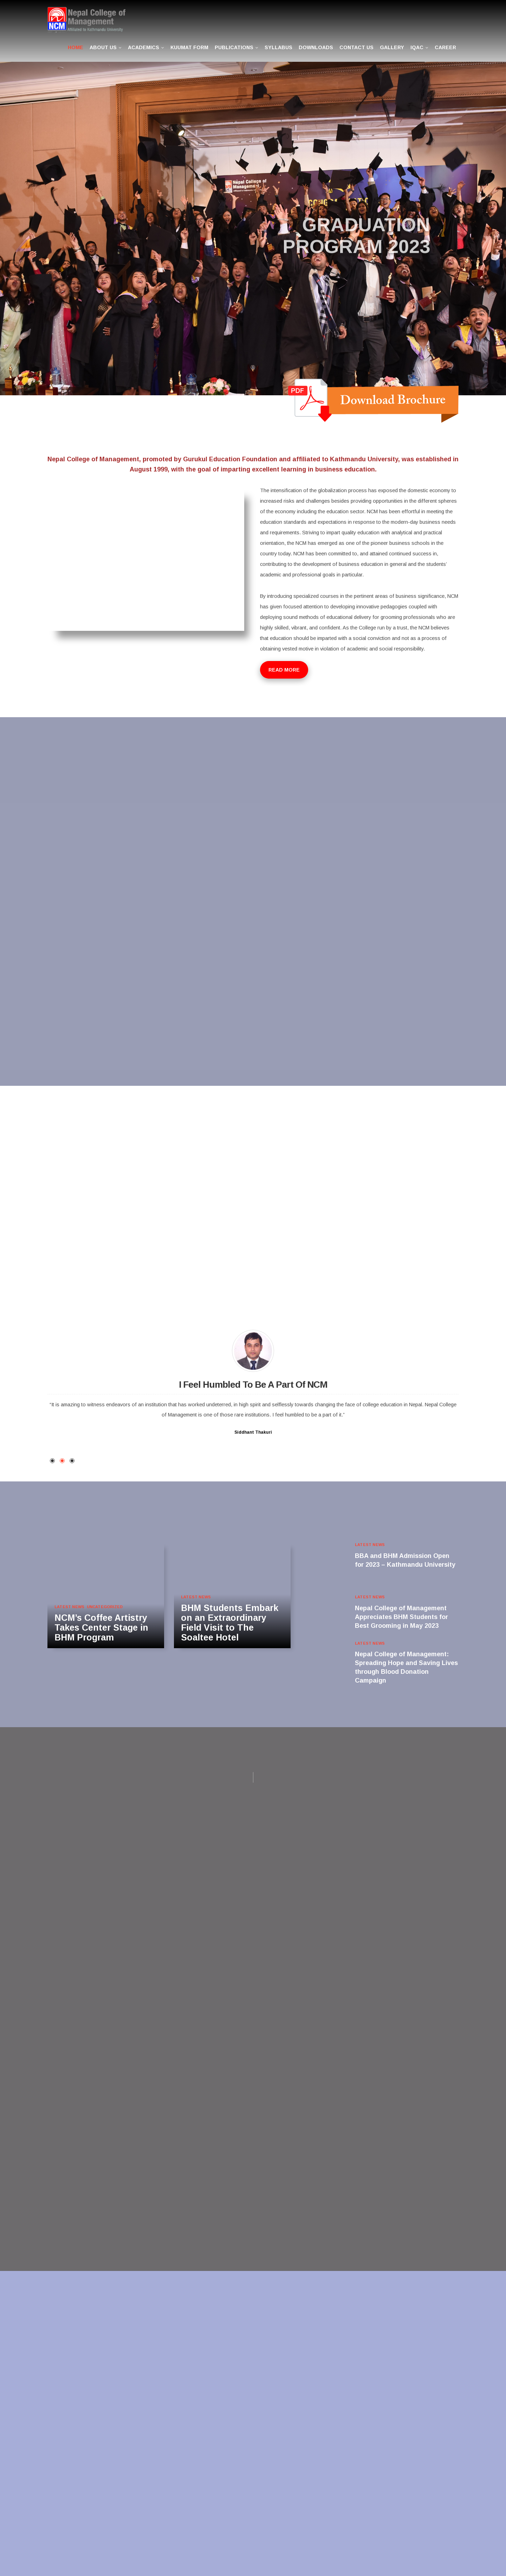 Nepal College of
Management
Affiliated to Kathmandu University
HOME ABOUT US ACADEMICS KUUMAT FORM PUBLICATIONS SYLLABUS DOWNLOADS CONTACT US GALLERY IQAC CAREER
Nepal College of
Management
GRADUATION
PROGRAM 2023
PDF
Download Brochure
Nepal College of Management, promoted by Gurukul Education Foundation and affiliated to Kathmandu University, was established in
August 1999, with the goal of imparting excellent learning in business education.
The intensification of the globalization process has exposed the domestic economy to
increased risks and challenges besides providing opportunities in the different spheres
of the economy including the education sector. NCM has been effortful in meeting the
education standards and expectations in response to the modern-day business needs
and requirements. Striving to impart quality education with analytical and practical
orientation, the NCM has emerged as one of the pioneer business schools in the
country today. NCM has been committed to, and attained continued success in,
contributing to the development of business education in general and the students'
academic and professional goals in particular.
By introducing specialized courses in the pertinent areas of business significance, NCM
has given focused attention to developing innovative pedagogies coupled with
deploying sound methods of educational delivery for grooming professionals who are
highly skilled, vibrant, and confident. As the College run by a trust, the NCM believes
that education should be imparted with a social conviction and not as a process of
obtaining vested motive in violation of academic and social responsibility.
READ MORE
I Feel Humbled To Be A Part Of NCM
"It is amazing to witness endeavors of an institution that has worked undeterred, in high spirit and selflessly towards changing the face of college education in Nepal. Nepal College
of Management is one of those rare institutions. I feel humbled to be a part of it."
Siddhant Thakuri
LATEST NEWS
NCM's Coffee Artistry
Takes Center Stage in
BHM Program
LATEST NEWS
BHM Students Embark
on an Extraordinary
Field Visit to The
Soaltee Hotel
LATEST NEWS
BBA and BHM Admission Open
for 2023 – Kathmandu University
LATEST NEWS
Nepal College of Management
Appreciates BHM Students for
Best Grooming in May 2023
LATEST NEWS
Nepal College of Management:
Spreading Hope and Saving Lives
through Blood Donation
Campaign